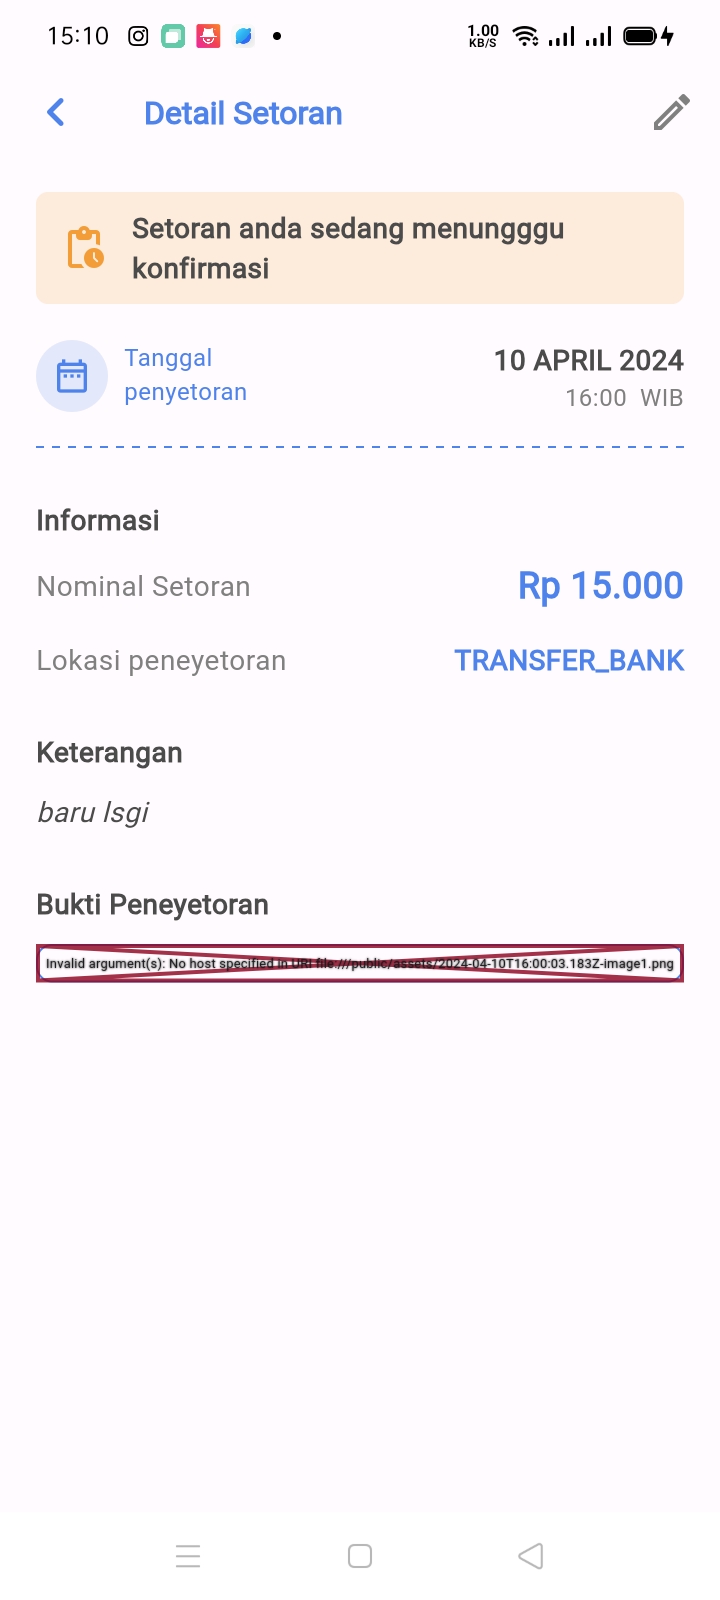 15:10
1.00
KB/S
Detail Setoran
Setoran anda sedang menungggu
konfirmasi
Tanggal
penyetoran
10 APRIL 2024
16:00 WIB
Informasi
Nominal Setoran
Rp 15.000
Lokasi peneyetoran
TRANSFER_BANK
Keterangan
baru lsgi
Bukti Peneyetoran
Invalid argument(s): No host specified in URI file:///public/assets/2024-04-10T16:00:03.183Z-image1.png